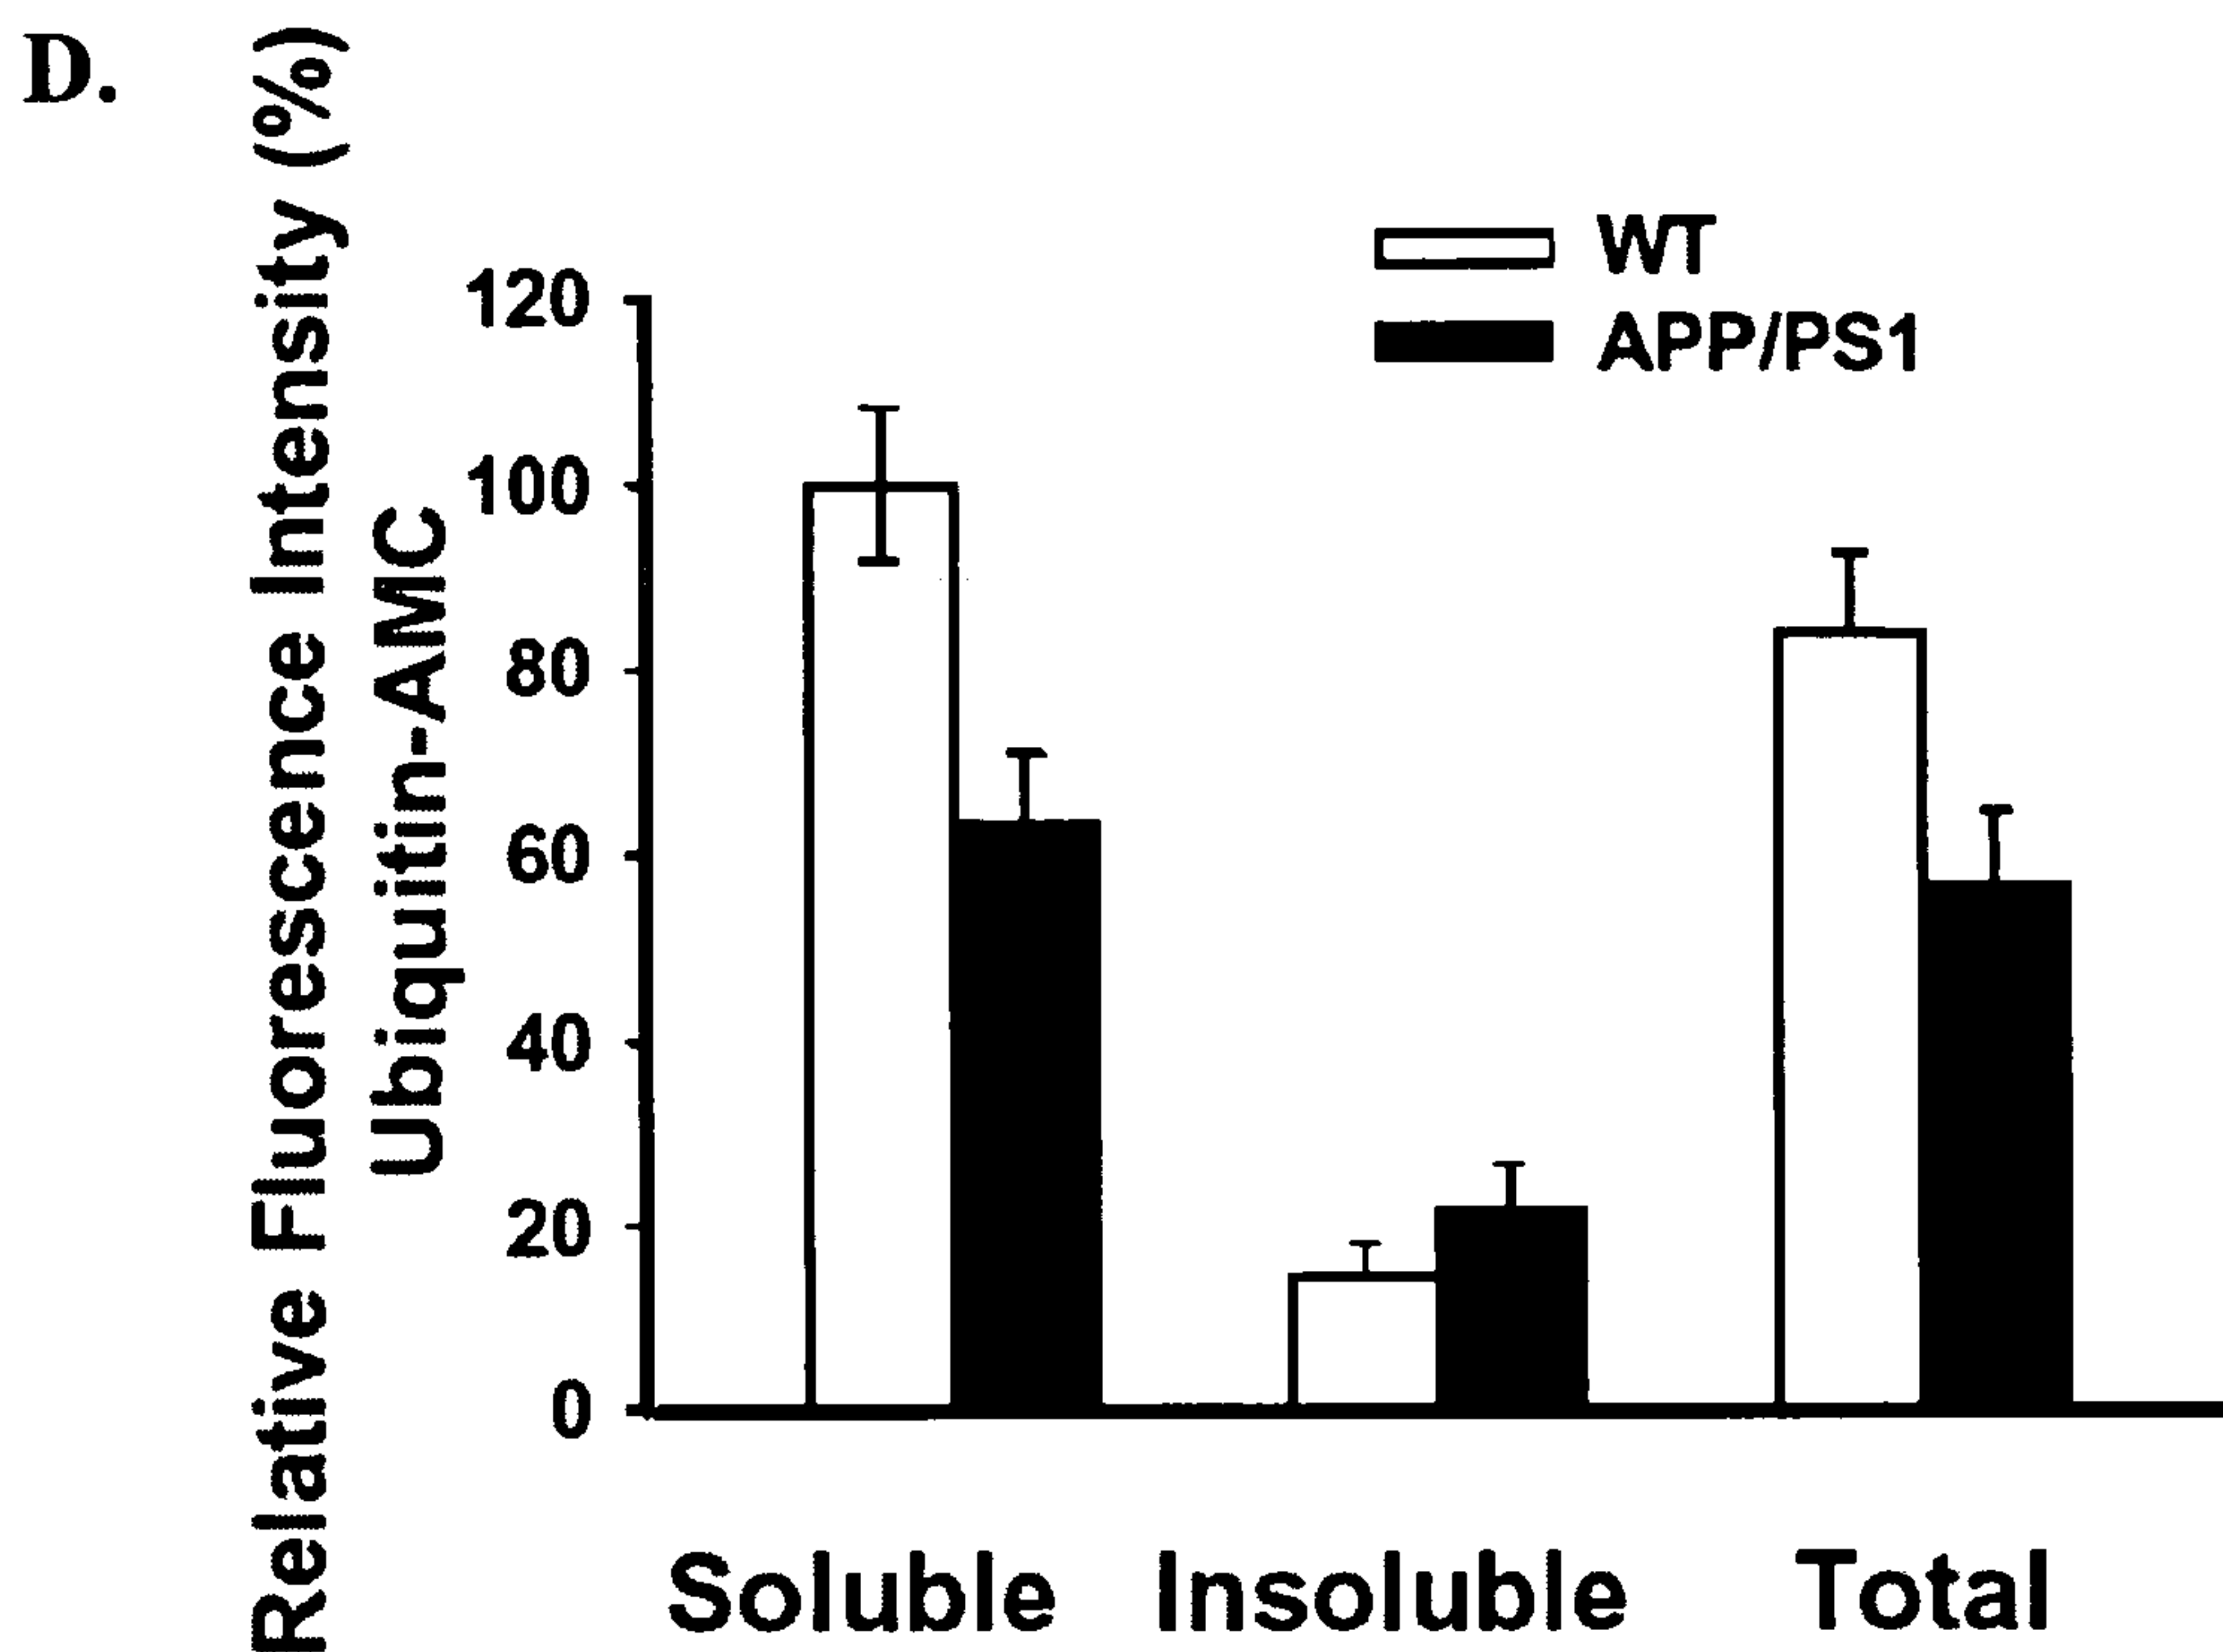 D.
Relative Fluorescence Intensity (%)
Ubiquitin-AMC
WT
APP/PS1
120
100
80
60
40
20
0
Soluble Insoluble Total